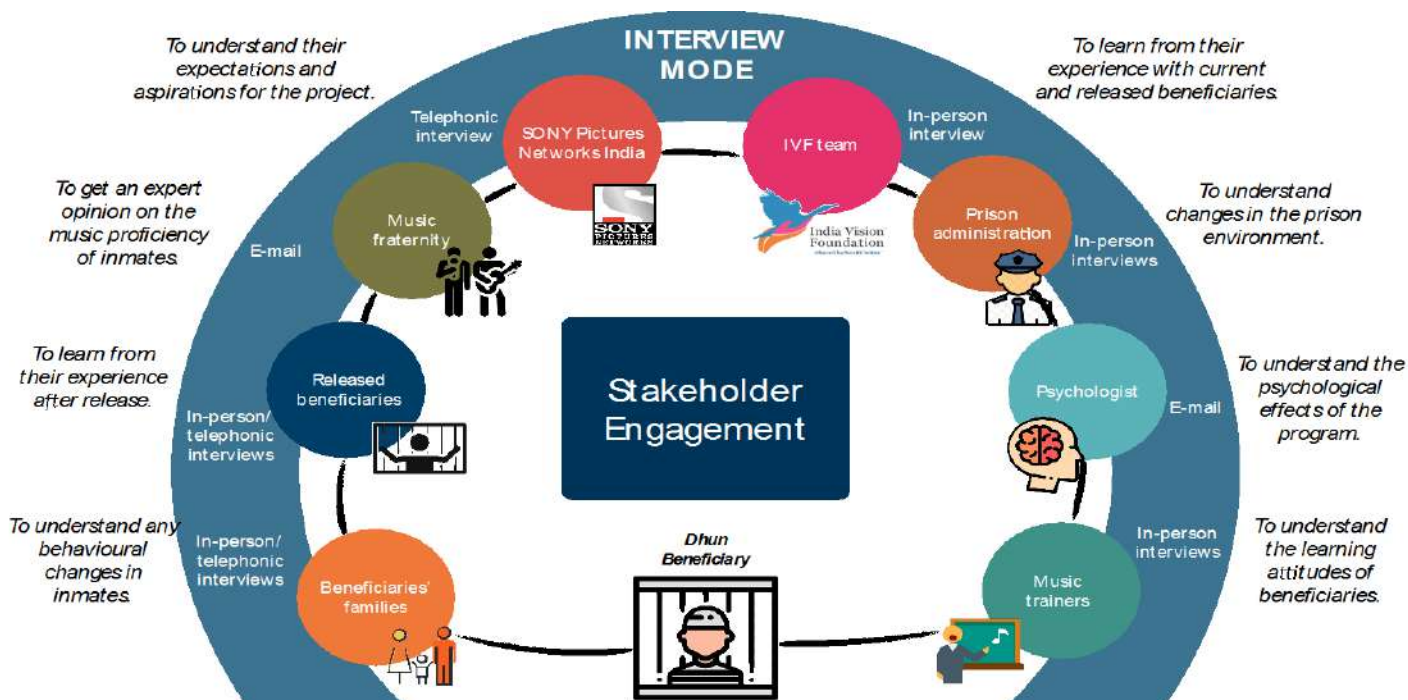 INTERVIEW
MODE
To understand their
expectations and
aspirations for the project.
Telephonic
interview
SONY Pictures
Networks India
SONY
PICTURES
NETWORKS
IVF team
India Vision
Foundation
In-person
interview
To learn from their
experience with current
and released beneficiaries.
To get an expert
opinion on the
music proficiency
of inmates.
E-mail
Music
fraternity
Prison
administration
In-person
interviews
To understand
changes in the prison
environment.
To learn from
their experience
after release.
In-person/
telephonic
interviews
Released
beneficiaries
Stakeholder
Engagement
Psychologist
E-mail
To understand the
psychological
effects of the
program.
To understand any
behavioural
changes in
inmates.
In-person/
telephonic
interviews
Beneficiaries'
families
Dhun
Beneficiary
Music
trainers
In-person
interviews
To understand
the learning
attitudes of
beneficiaries.